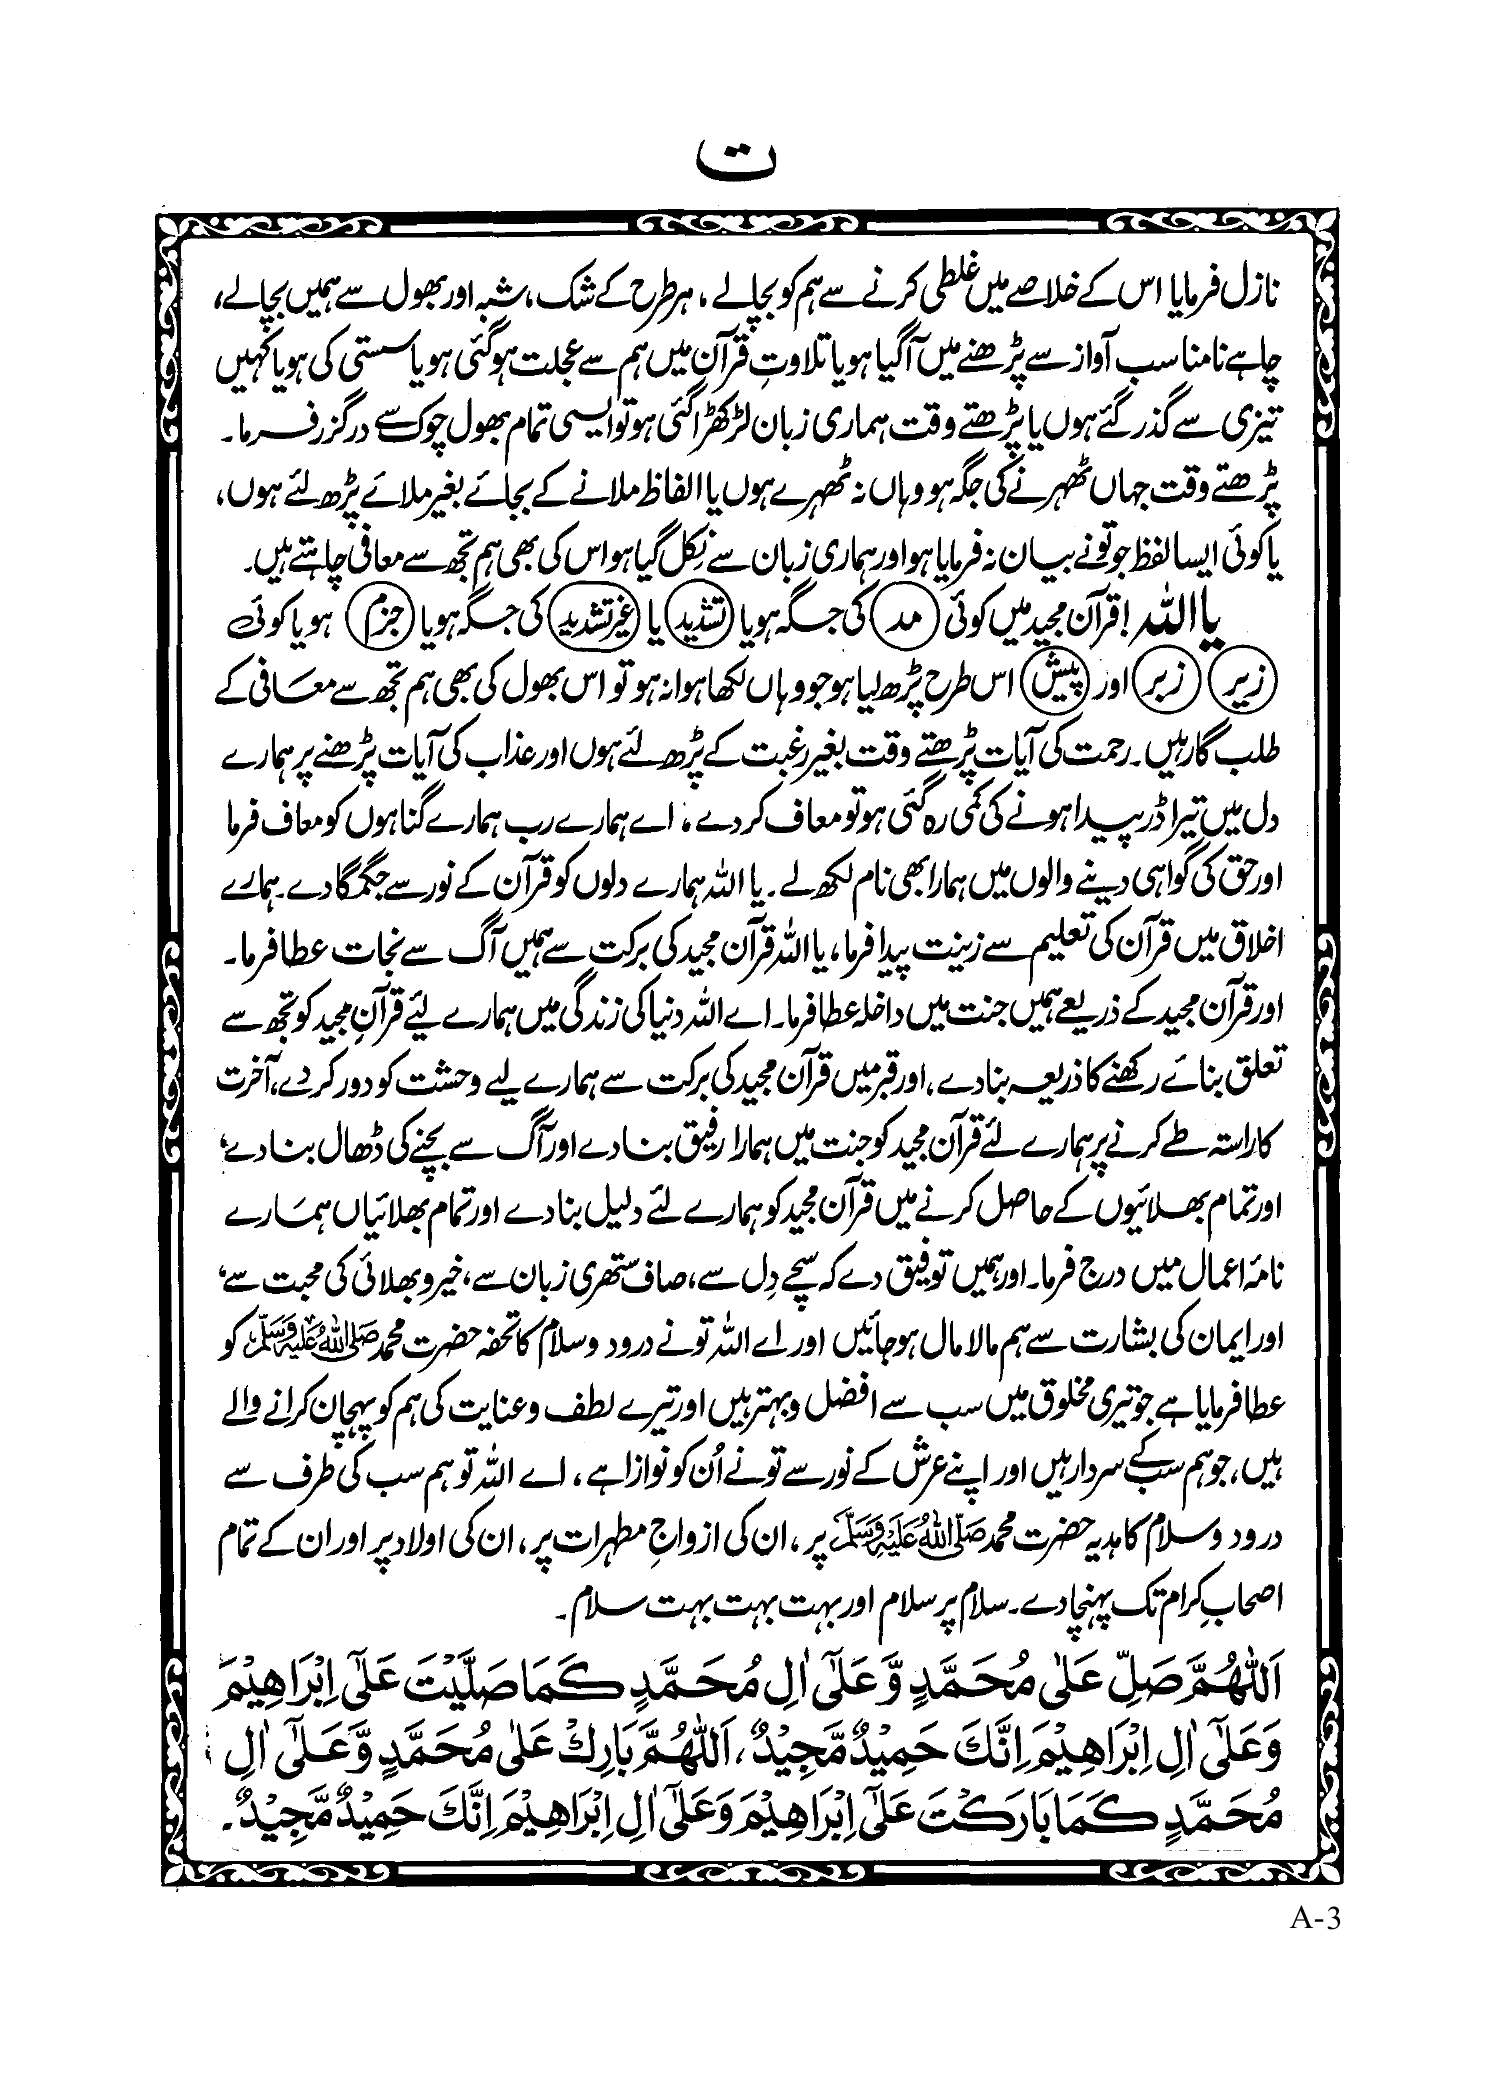 ت
نازل فرمایا اس کے خلاصے میں غلطی کرنے سے ہم کو بچالے، ہر طرح کے شک، شبہ اور بھول سے ہمیں بچالے،
چاہے نامناسب آواز سے پڑھنے میں آگیا ہو یا تلاوتِ قرآن میں ہم سے عجلت ہوگئی ہو یا سستی کی ہو یا کہیں
تیزی سے گذر گئے ہوں یا پڑھتے وقت ہماری زبان لڑکھڑا گئی ہو تو ایسی تمام بھول چوک سے درگزر فرما۔
پڑھتے وقت جہاں ٹھہرنے کی جگہ ہو وہاں نہ ٹھہرے ہوں یا الفاظ ملانے کے بجائے بغیر ملائے پڑھ لئے ہوں،
یا کوئی ایسا لفظ جو تونے بیان نہ فرمایا ہو اور ہماری زبان سے نکل گیا ہو اس کی بھی ہم تجھ سے معافی چاہتے ہیں۔
یا اللہ! قرآن مجید میں کوئی مد کی جگہ ہو یا تشدید یا غیر تشدید کی جگہ ہو یا جزم ہو یا کوئی
زیر زبر اور پیش اس طرح پڑھ لیا ہو جو وہاں لکھا ہوا نہ ہو تو اس بھول کی بھی ہم تجھ سے معافی کے
طلب گار ہیں۔ رحمت کی آیات پڑھتے وقت بغیر رغبت کے پڑھ لئے ہوں اور عذاب کی آیات پڑھنے پر ہمارے
دل میں تیرا ڈر پیدا ہونے کی کمی رہ گئی ہو تو معاف کر دے، اے ہمارے رب ہمارے گناہوں کو معاف فرما
اور حق کی گواہی دینے والوں میں ہمارا بھی نام لکھ لے۔ یا اللہ ہمارے دلوں کو قرآن کے نور سے جگمگا دے۔ ہمارے
اخلاق میں قرآن کی تعلیم سے زینت پیدا فرما، یا اللہ قرآن مجید کی برکت سے ہمیں آگ سے نجات عطا فرما۔
اور قرآن مجید کے ذریعے ہمیں جنت میں داخلہ عطا فرما۔ اے اللہ دنیا کی زندگی میں ہمارے لیے قرآنِ مجید کو تجھ سے
تعلق بنائے رکھنے کا ذریعہ بنا دے، اور قبر میں قرآن مجید کی برکت سے ہمارے لیے وحشت کو دور کر دے، آخرت
کا راستہ طے کرنے پر ہمارے لئے قرآن مجید کو جنت میں ہمارا رفیق بنا دے اور آگ سے بچنے کی ڈھال بنا دے،
اور تمام بھلائیوں کے حاصل کرنے میں قرآن مجید کو ہمارے لئے دلیل بنا دے اور تمام بھلائیاں ہمارے
نامۂ اعمال میں درج فرما۔ اور ہمیں توفیق دے کہ سچے دِل سے، صاف ستھری زبان سے، خیر و بھلائی کی محبت سے،
اور ایمان کی بشارت سے ہم مالا مال ہو جائیں اور اے اللہ تو نے درود و سلام کا تحفہ حضرت محمد صَلَّى اللهُ عَلَيْهِ وَسَلَّمَ کو
عطا فرمایا ہے جو تیری مخلوق میں سب سے افضل و بہتر ہیں اور تیرے لطف و عنایت کی ہم کو پہچان کرانے والے
ہیں، جو ہم سب کے سردار ہیں اور اپنے عرش کے نور سے تو نے اُن کو نوازا ہے، اے اللہ تو ہم سب کی طرف سے
درود و سلام کا ہدیہ حضرت محمد صَلَّى اللهُ عَلَيْهِ وَسَلَّمَ پر، ان کی ازواجِ مطہرات پر، ان کی اولاد پر اور ان کے تمام
اصحابِ کرام تک پہنچا دے۔ سلام پر سلام اور بہت بہت بہت سلام۔
اَللّٰهُمَّ صَلِّ عَلٰى مُحَمَّدٍ وَّعَلٰٓى اٰلِ مُحَمَّدٍ كَمَا صَلَّيْتَ عَلٰٓى اِبْرَاهِيْمَ
وَعَلٰٓى اٰلِ اِبْرَاهِيْمَ اِنَّكَ حَمِيْدٌ مَّجِيْدٌ، اَللّٰهُمَّ بَارِكْ عَلٰى مُحَمَّدٍ وَّعَلٰٓى اٰلِ
مُحَمَّدٍ كَمَا بَارَكْتَ عَلٰٓى اِبْرَاهِيْمَ وَعَلٰٓى اٰلِ اِبْرَاهِيْمَ اِنَّكَ حَمِيْدٌ مَّجِيْدٌ۔
A-3